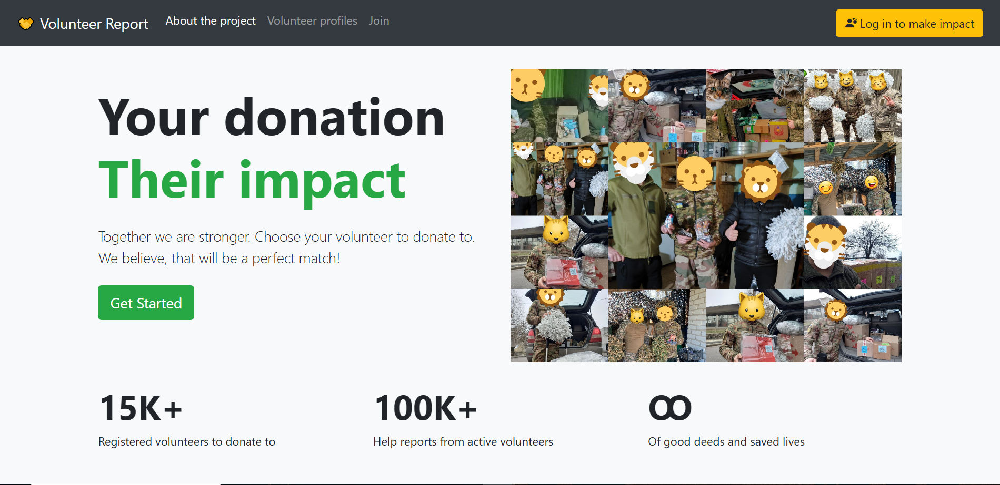 Volunteer Report
About the project
Volunteer profiles
Join
Log in to make impact
Your donation
Their impact
Together we are stronger. Choose your volunteer to donate to.
We believe, that will be a perfect match!
Get Started
15K+
Registered volunteers to donate to
100K+
Help reports from active volunteers
∞
Of good deeds and saved lives